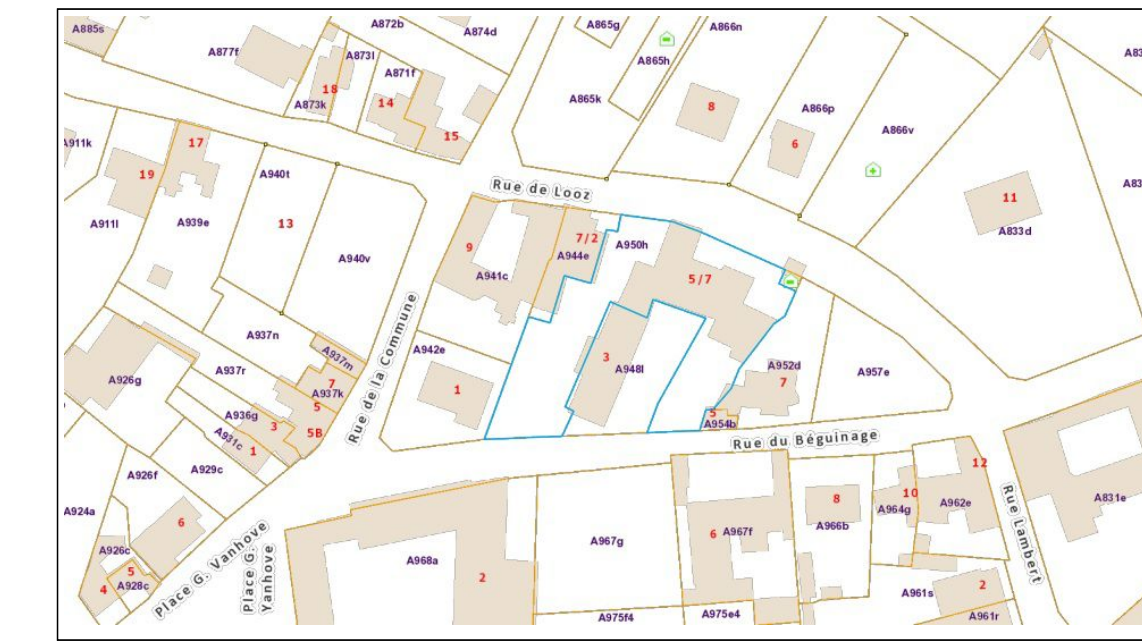 A885s
A877f
A872b
A874d
A865g
A866n
A873l
A865h
A871f
18
A873k
14
15
A865k
8
A866p
6
A866v
17
19
A940t
A911l
A939e
13
Rue de Looz
9
7/2
A944e
A950h
A941c
5/7
11
A833d
A940v
A937n
A937m
A942e
Rue de la Commune
A926g
A937r
7
A937k
5
1
3
A948l
A952d
7
A957e
A936g
3
5B
A931c
1
5
A954b
Rue du Béguinage
A926f
A929c
12
A924a
6
8
10
A962e
A831e
A964g
A966b
A926c
5
A928c
4
Place G. Vanhove
Place G.
Yanhove
A968a
2
A967g
6
A967f
Rue Lambert
A961s
2
A975f4
A975e4
A961r